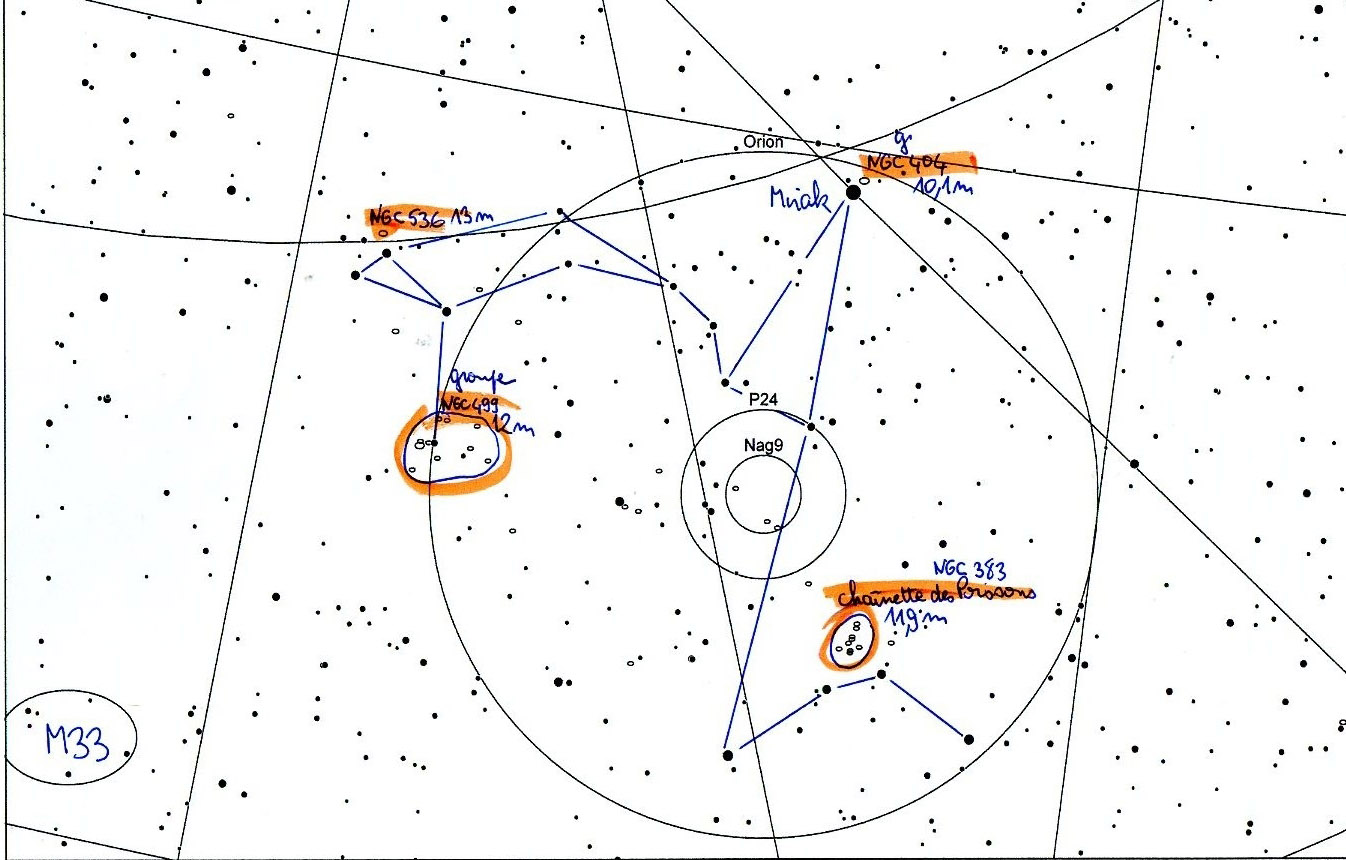 Orion
g
NGC 404
10,1m
Mirak
NGC 536 13m
groupe
NGC 499
12m
P24
Nag9
NGC 383
Chaînette des Poissons
11,9m
M33